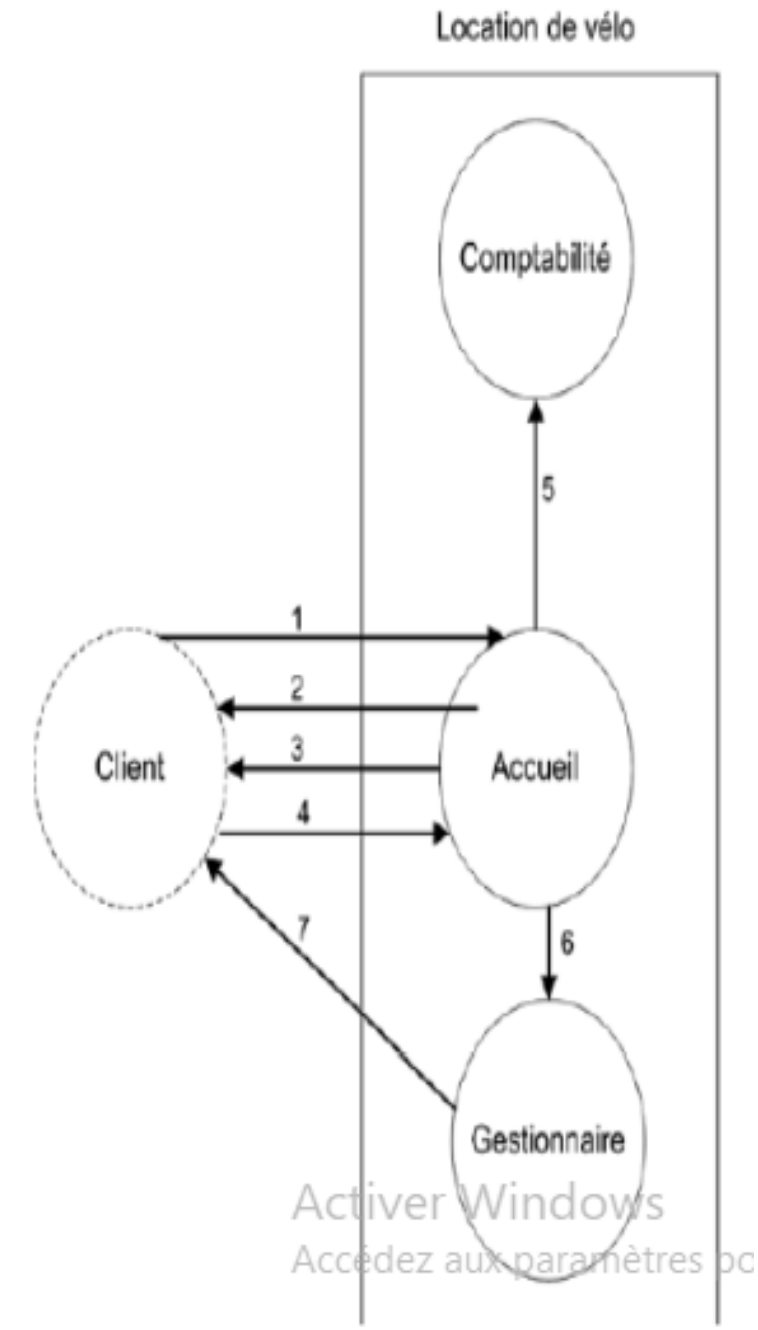 Location de vélo
Comptabilité
5
1
2
Client
3
Accueil
4
7
6
Gestionnaire
Activer Windows
Accédez aux paramètres po